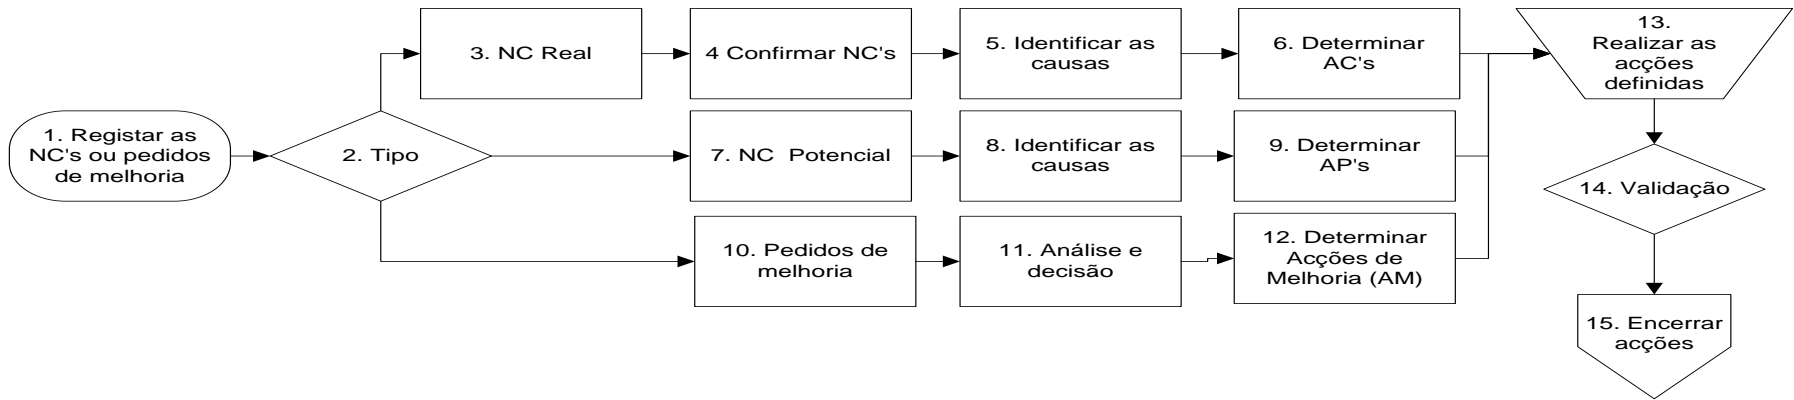 1. Registar as
NC's ou pedidos
de melhoria
2. Tipo
3. NC Real
4 Confirmar NC's
5. Identificar as
causas
6. Determinar
AC's
7. NC  Potencial
8. Identificar as
causas
9. Determinar
AP's
10. Pedidos de
melhoria
11. Análise e
decisão
12. Determinar
Acções de
Melhoria (AM)
13.
Realizar as
acções
definidas
14. Validação
15. Encerrar
acções